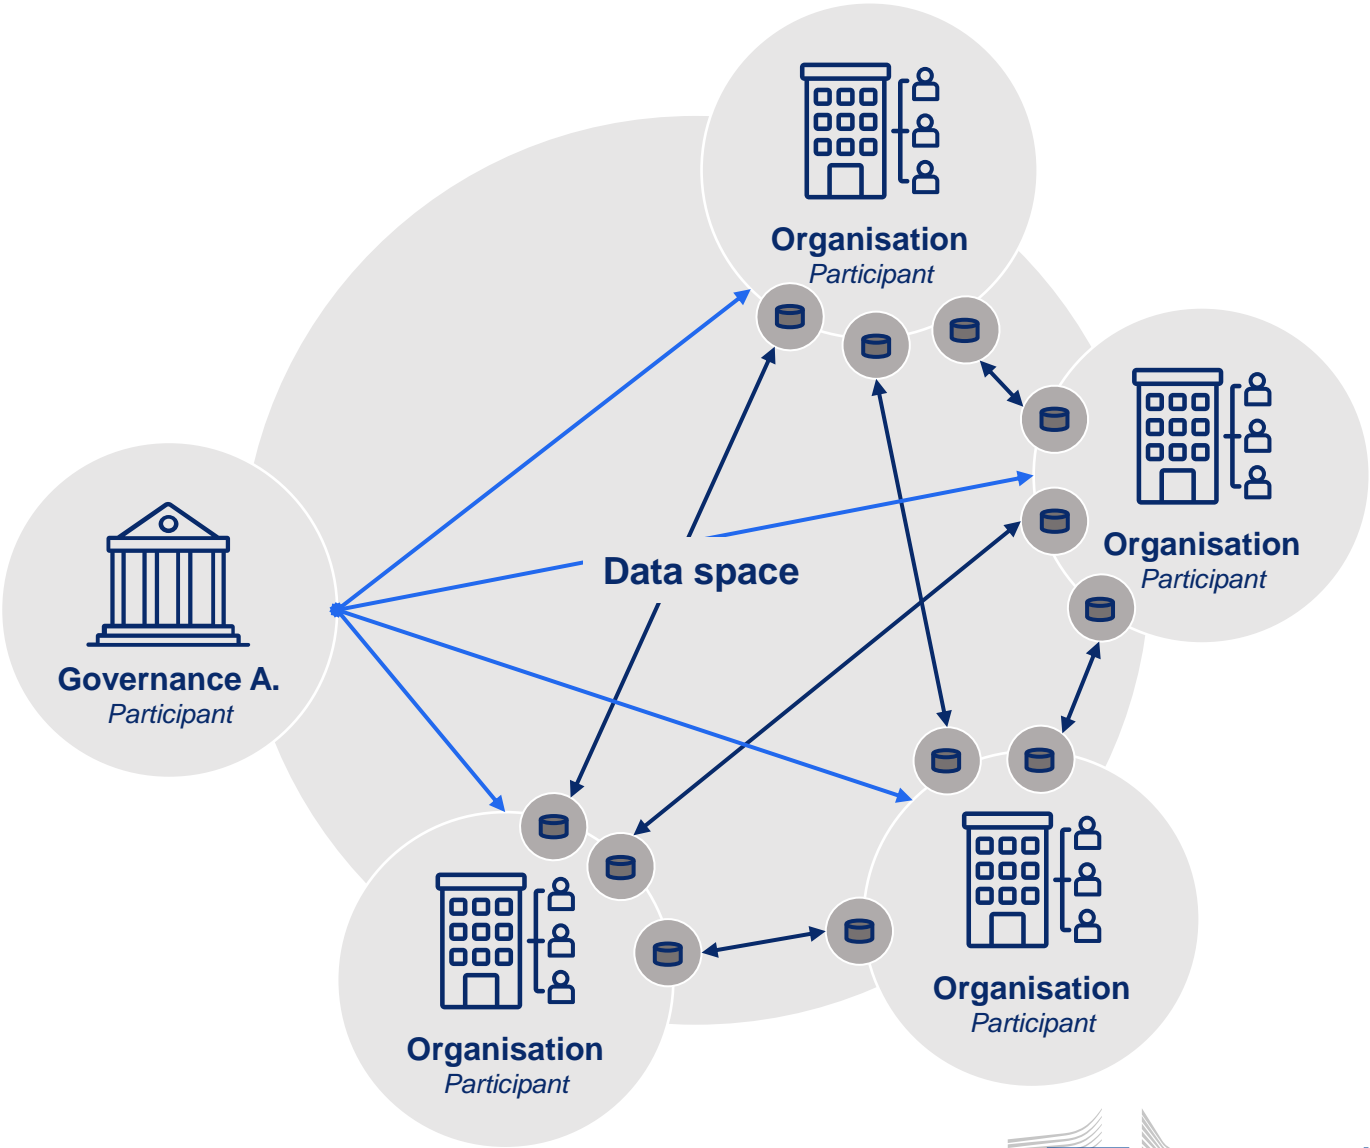 Organisation
Participant
Organisation
Participant
Data space
Governance A.
Participant
Organisation
Participant
Organisation
Participant